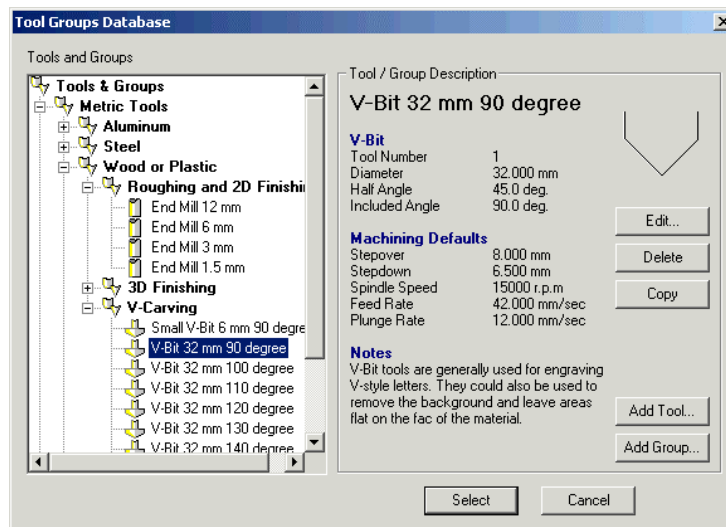 Tool Groups Database
Tools and Groups
Tools & Groups
Metric Tools
Aluminum
Steel
Wood or Plastic
Roughing and 2D Finishi
End Mill 12 mm
End Mill 6 mm
End Mill 3 mm
End Mill 1.5 mm
3D Finishing
V-Carving
Small V-Bit 6 mm 90 degre
V-Bit 32 mm 90 degree
V-Bit 32 mm 100 degree
V-Bit 32 mm 110 degree
V-Bit 32 mm 120 degree
V-Bit 32 mm 130 degree
V-Bit 32 mm 140 degree
Tool / Group Description
V-Bit 32 mm 90 degree
V-Bit
Tool Number 1
Diameter 32.000 mm
Half Angle 45.0 deg.
Included Angle 90.0 deg.
Machining Defaults
Stepover 8.000 mm
Stepdown 6.500 mm
Spindle Speed 15000 r.p.m
Feed Rate 42.000 mm/sec
Plunge Rate 12.000 mm/sec
Notes
V-Bit tools are generally used for engraving
V-style letters. They could also be used to
remove the background and leave areas
flat on the fac of the material.
Edit...
Delete
Copy
Add Tool...
Add Group...
Select
Cancel